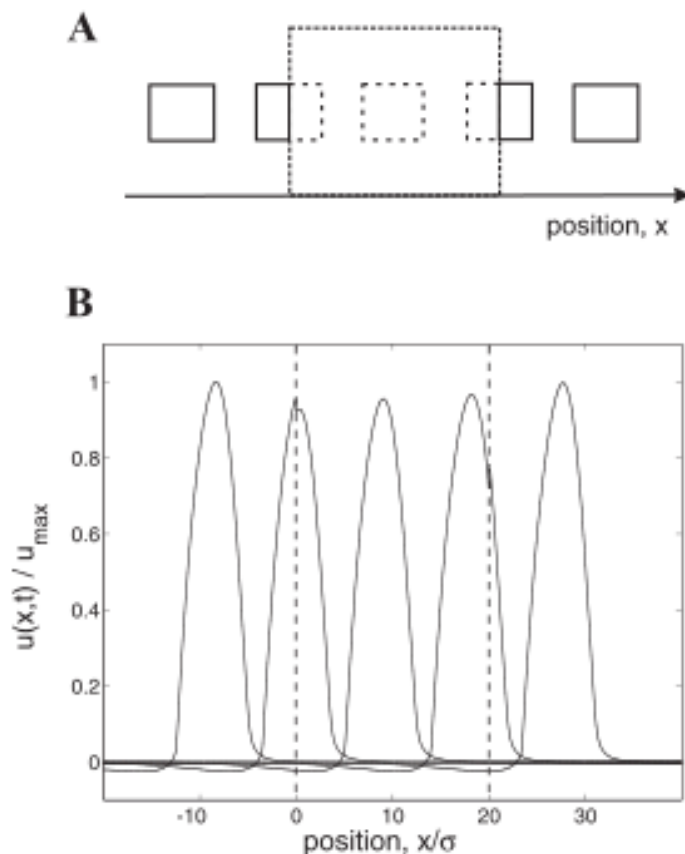 A
position, x
B
u(x,t) / u_max
1
0.8
0.6
0.4
0.2
0
-10 0 10 20 30
position, x/σ